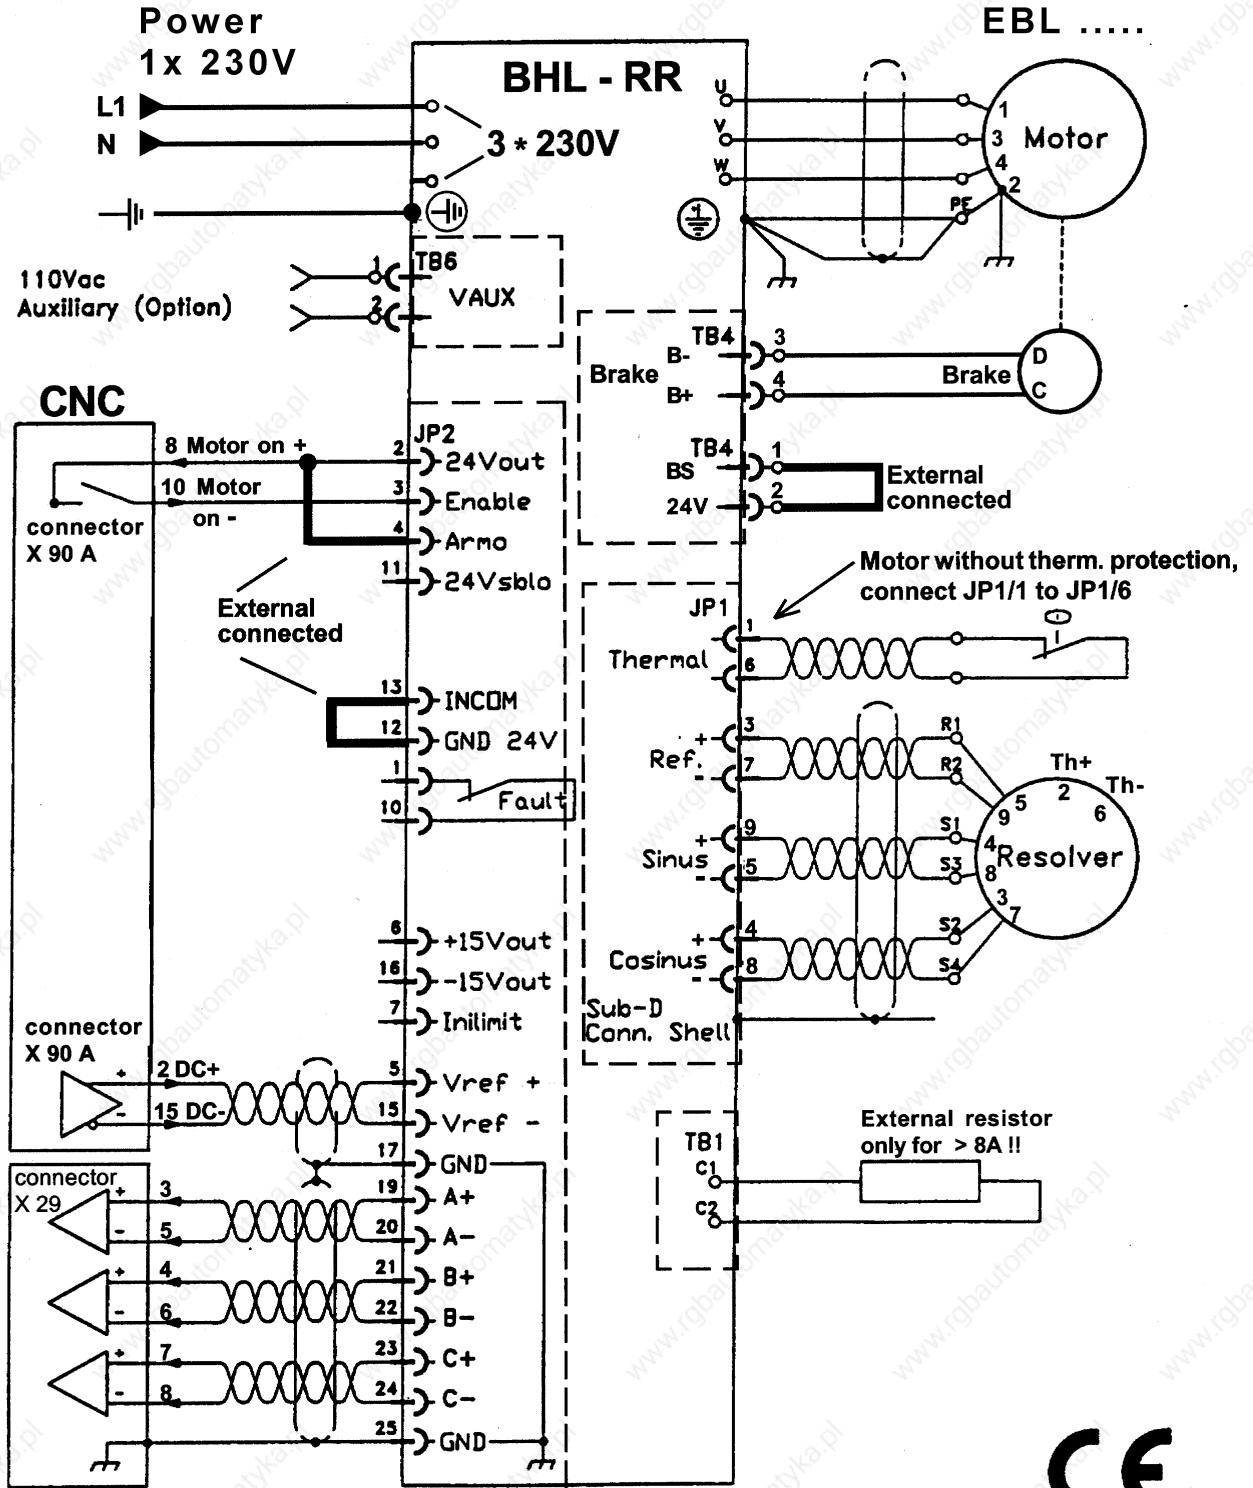 Power
1x 230V
EBL .....
BHL - RR
L1
N
3 * 230V
U
V
W
PE
1
3
4
2
Motor
110Vac
Auxiliary (Option)
1
2
TB6
VAUX
Brake
TB4
B-
B+
3
4
Brake
D
C
TB4
BS
24V
1
2
External
connected
CNC
8 Motor on +
10 Motor
on -
connector
X 90 A
External
connected
JP2
2
24Vout
3
Enable
4
Armo
11
24Vsblo
13
INCOM
12
GND 24V
1
10
Fault
6
+15Vout
16
-15Vout
7
Inilimit
Motor without therm. protection,
connect JP1/1 to JP1/6
JP1
Thermal
1
6
Ref.
+
-
3
7
R1
R2
Sinus
+
-
9
5
S1
S3
Cosinus
+
-
4
8
S2
S4
Th+
Th-
2
6
5
9
4
8
3
7
Resolver
Sub-D
Conn. Shell
connector
X 90 A
+
-
2 DC+
15 DC-
5
Vref +
15
Vref -
17
GND
connector
X 29
+
-
3
5
19
A+
20
A-
+
-
4
6
21
B+
22
B-
+
-
7
8
23
C+
24
C-
25
GND
TB1
C1
C2
External resistor
only for > 8A !!
CE
www.rgbautomatyka.pl